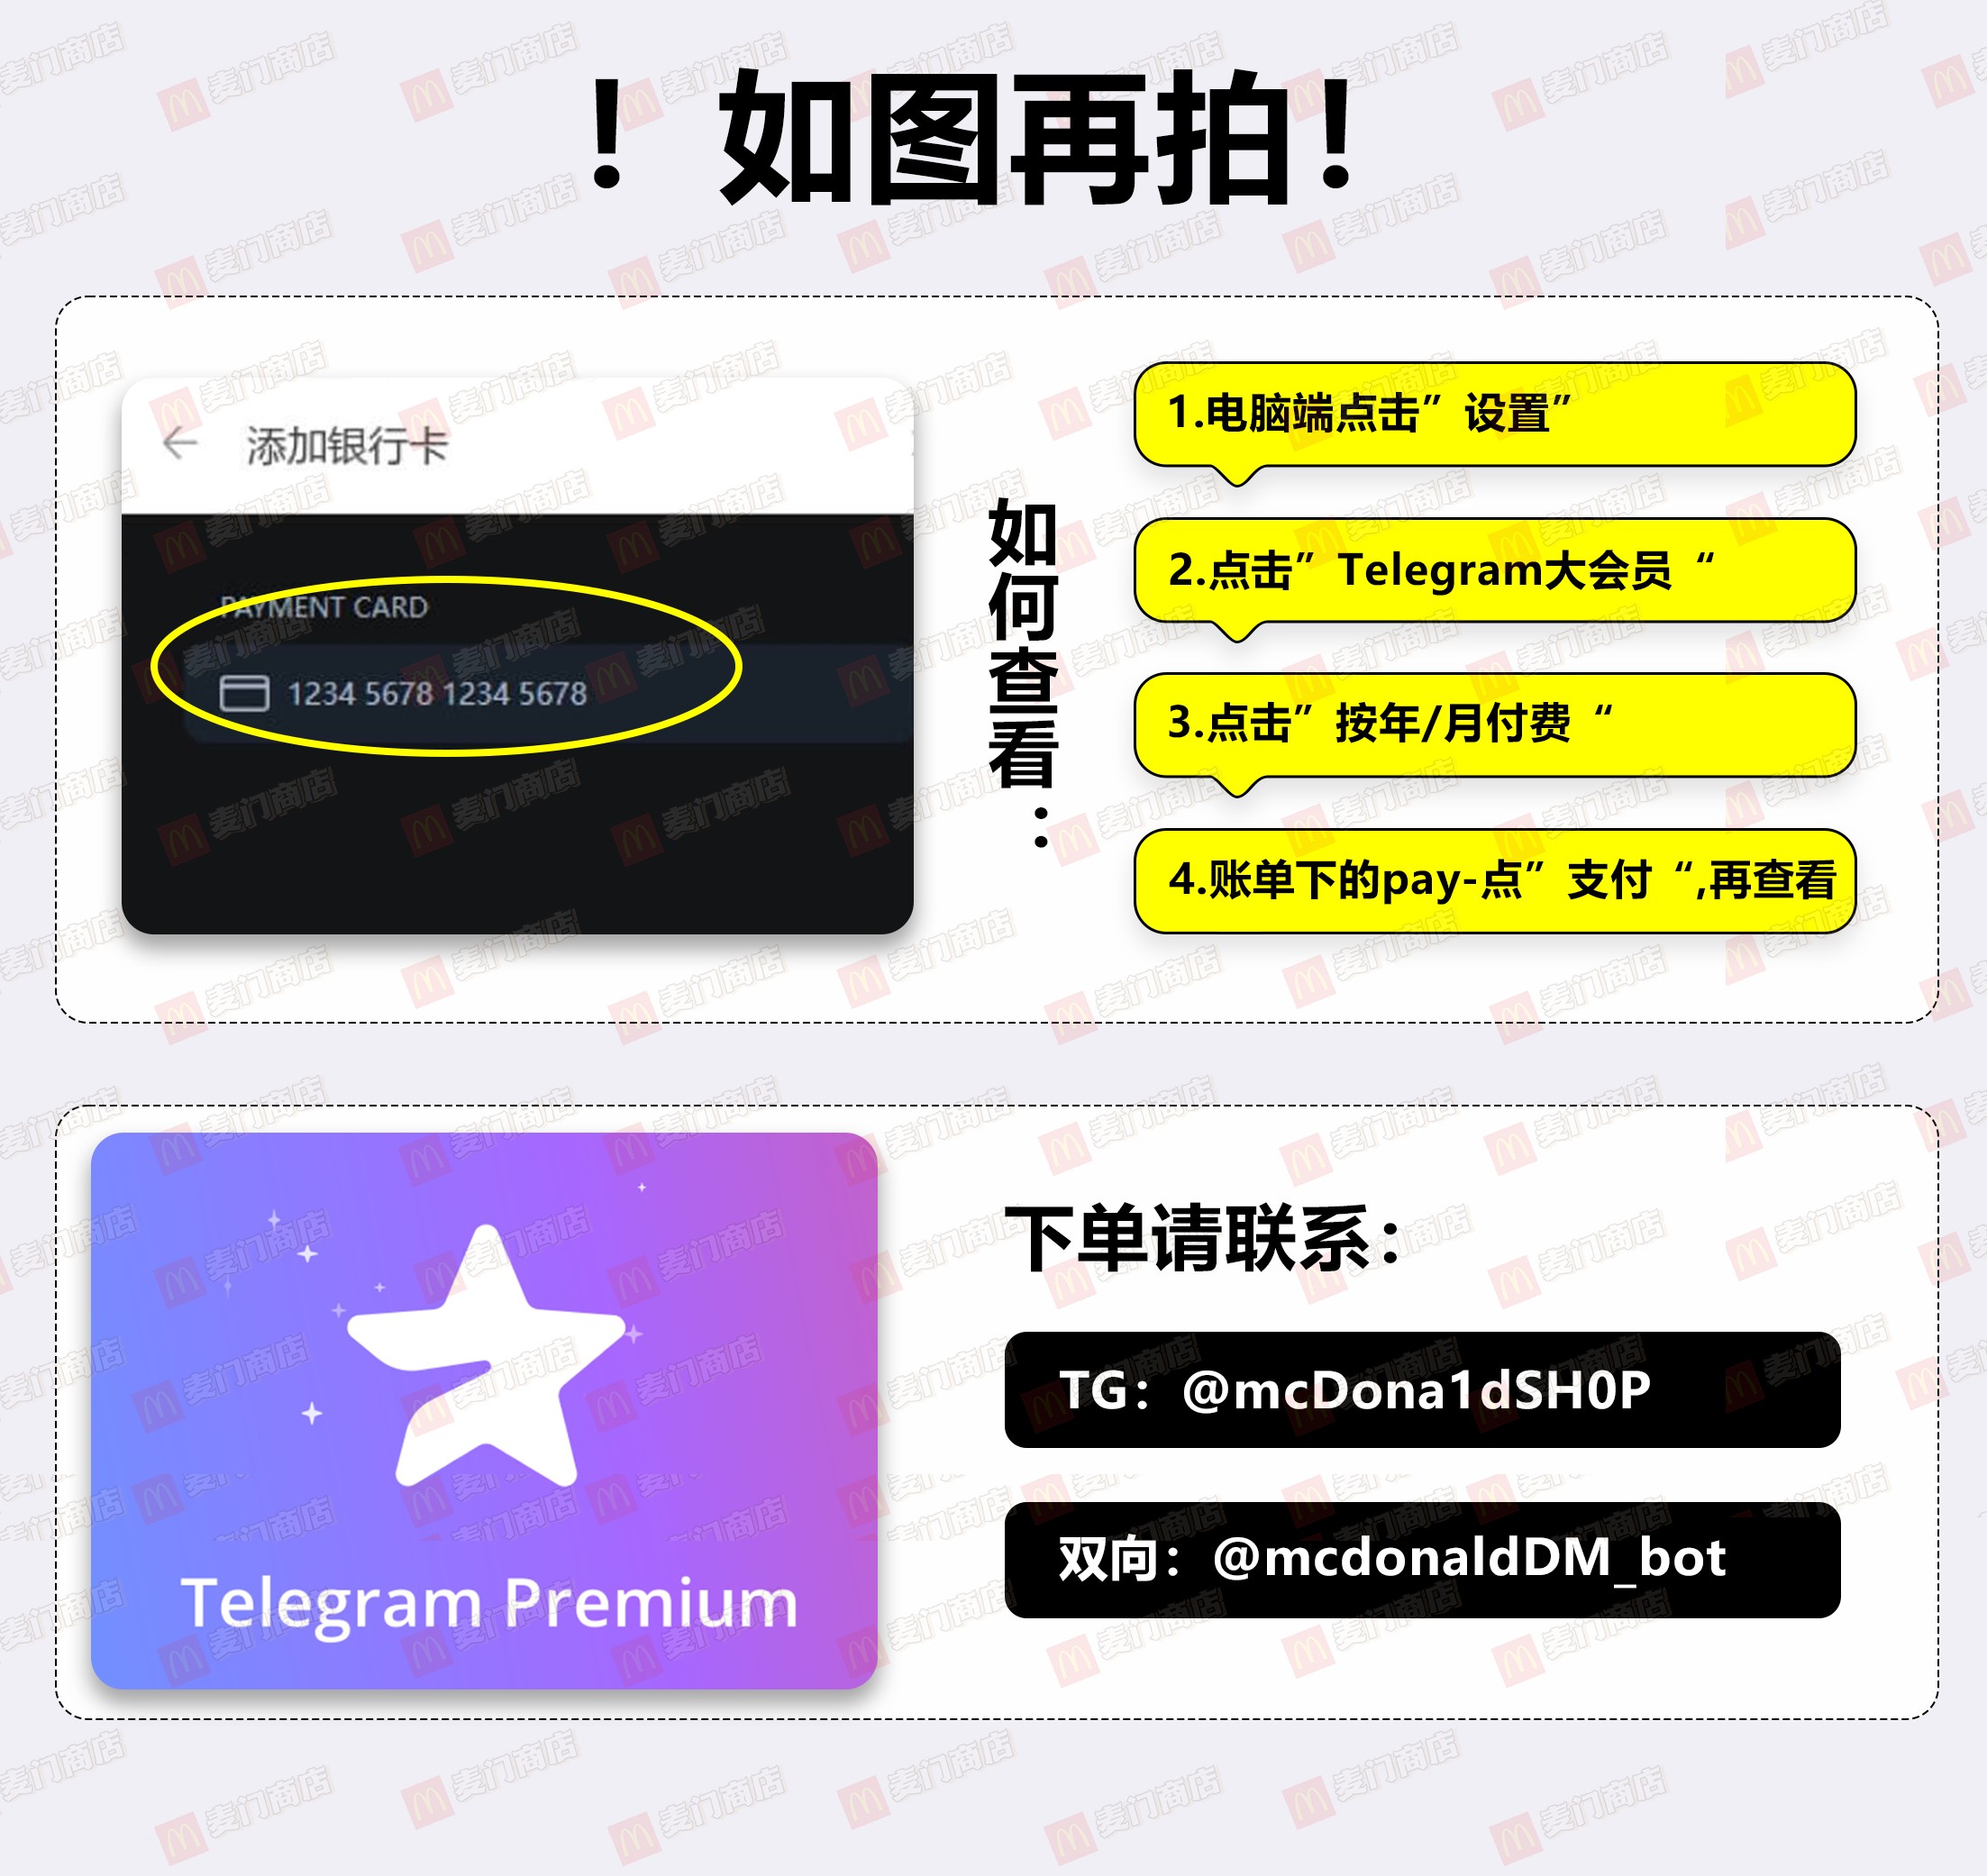 ！如图再拍！
添加银行卡
PAYMENT CARD
1234 5678 1234 5678
如何查看：
1.电脑端点击”设置”
2.点击”Telegram大会员“
3.点击”按年/月付费“
4.账单下的pay-点”支付“,再查看
Telegram Premium
下单请联系：
TG：@mcDona1dSH0P
双向：@mcdonaldDM_bot
麦门商店